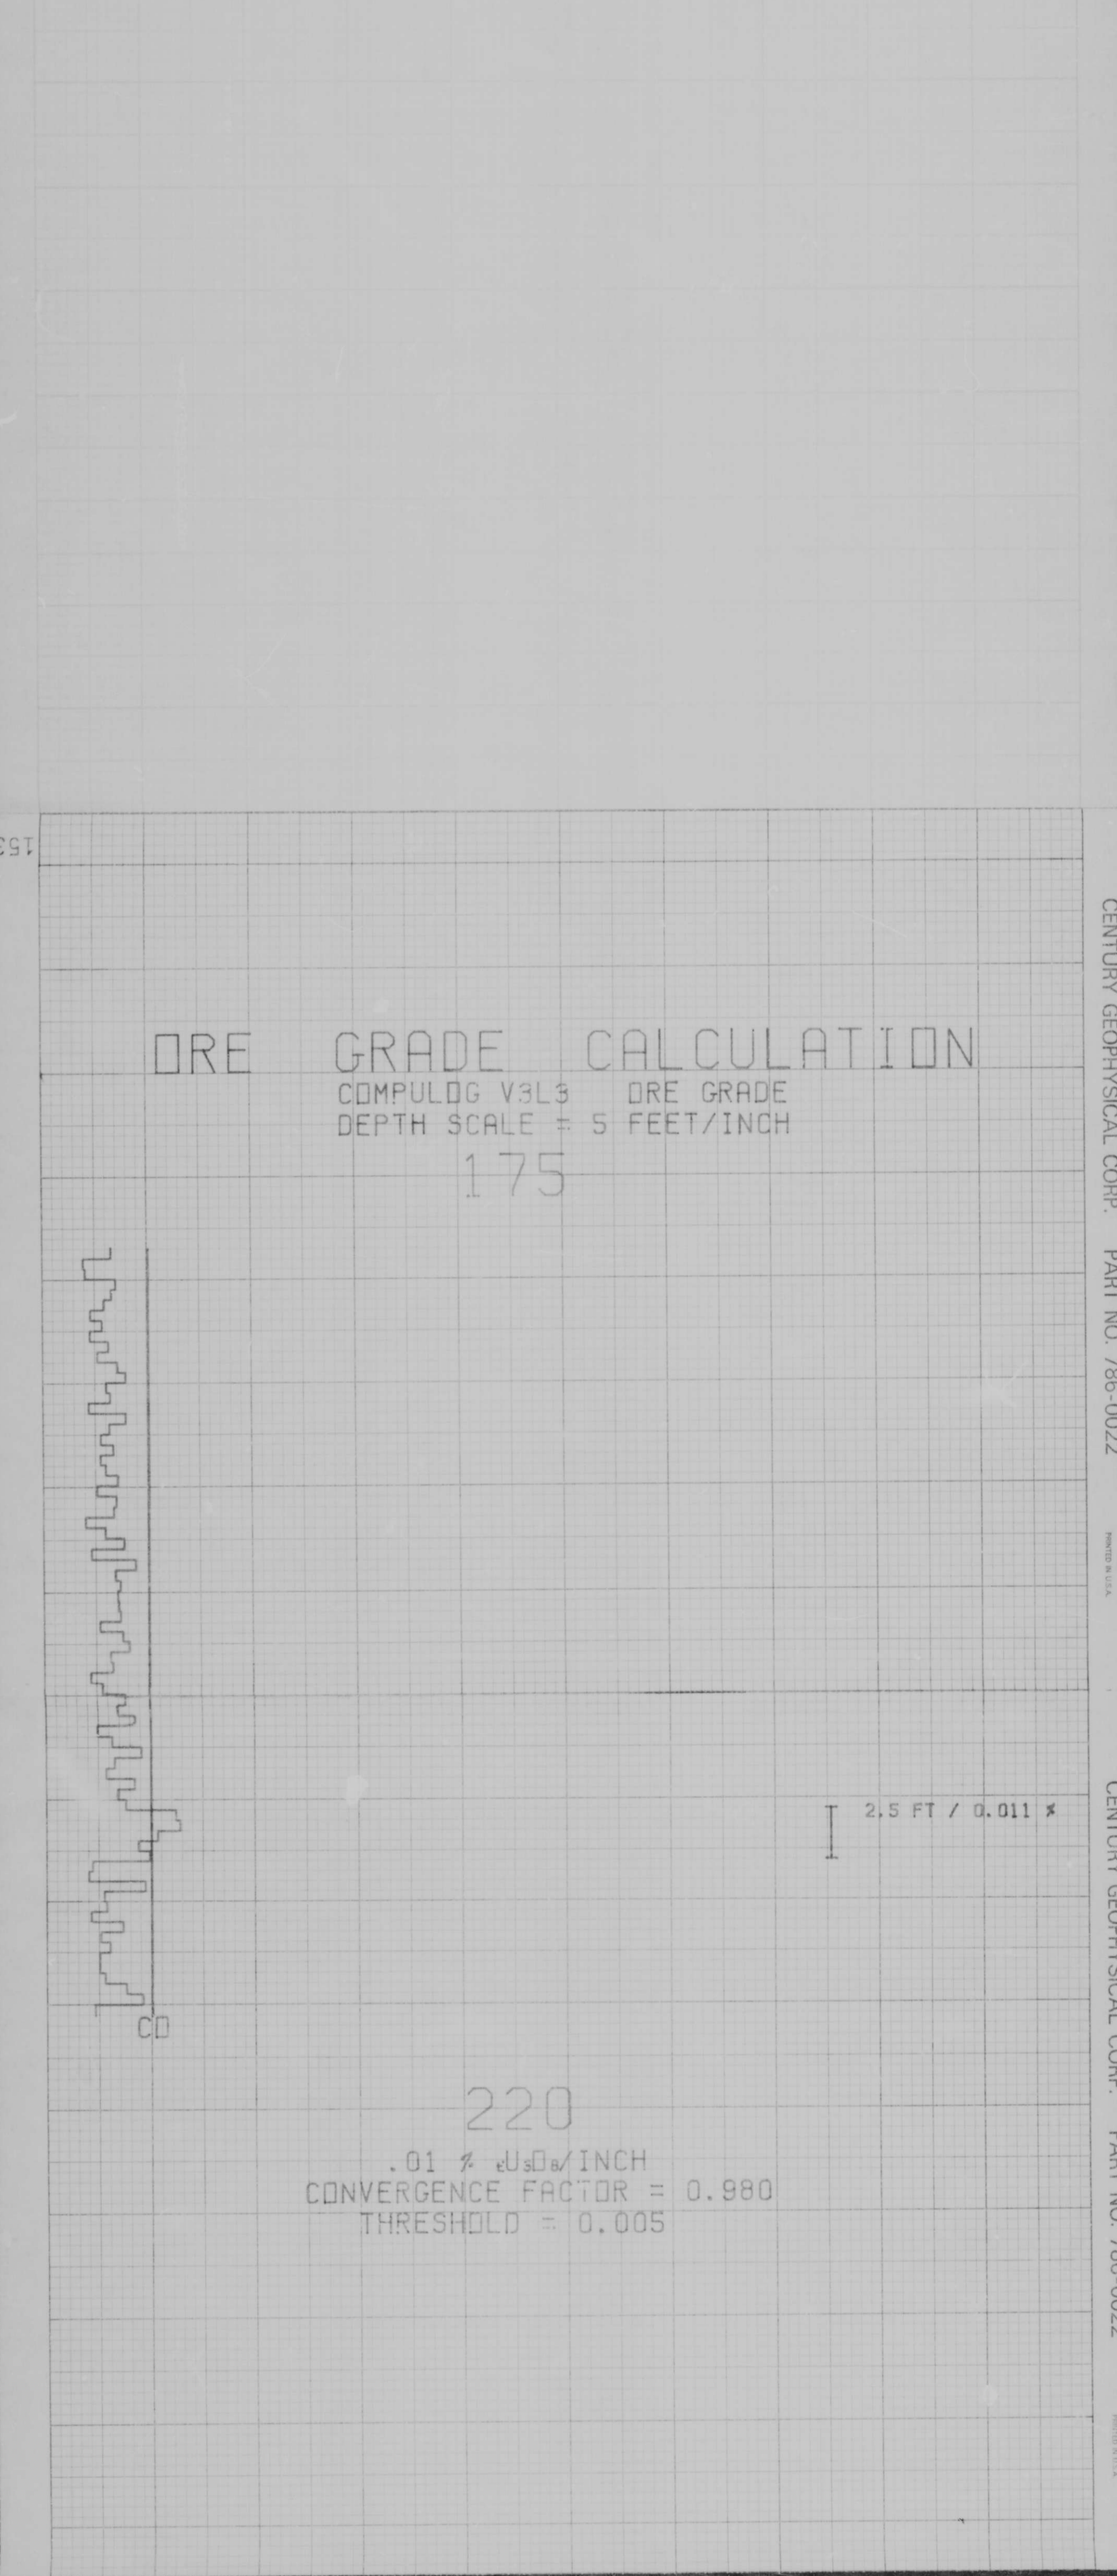 153
ORE GRADE CALCULATION
COMPULOG V3L3 ORE GRADE
DEPTH SCALE = 5 FEET/INCH
175
2.5 FT / 0.011 %
CO
220
.01 % eU₃O₈/INCH
CONVERGENCE FACTOR = 0.980
THRESHOLD = 0.005
CENTURY GEOPHYSICAL CORP. PART NO. 786-0022 PRINTED IN U.S.A.
CENTURY GEOPHYSICAL CORP. PART NO. 786-0022